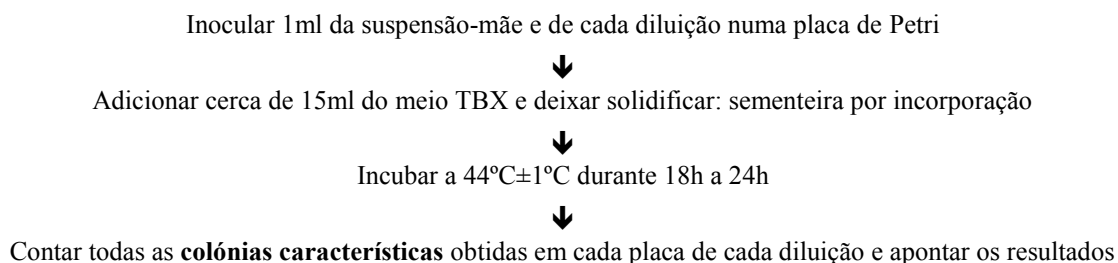 Inocular 1ml da suspensão-mãe e de cada diluição numa placa de Petri
🡻
Adicionar cerca de 15ml do meio TBX e deixar solidificar: sementeira por incorporação
🡻
Incubar a 44ºC±1ºC durante 18h a 24h
🡻
Contar todas as colónias características obtidas em cada placa de cada diluição e apontar os resultados